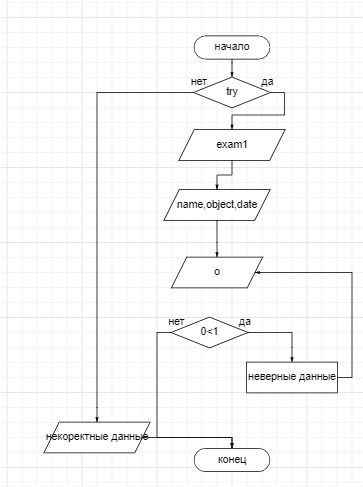 начало
нет
да
try
exam1
name,object,date
о
нет
да
0<1
неверные данные
некоректные данные
конец